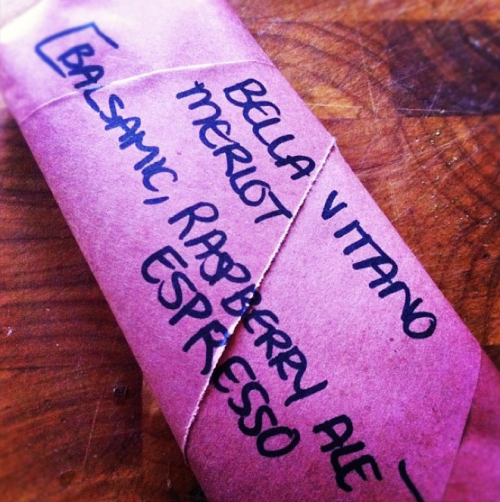 BELLA VITANO
MERLOT
[BALSAMIC, RASPBERRY ALE
ESPRESSO